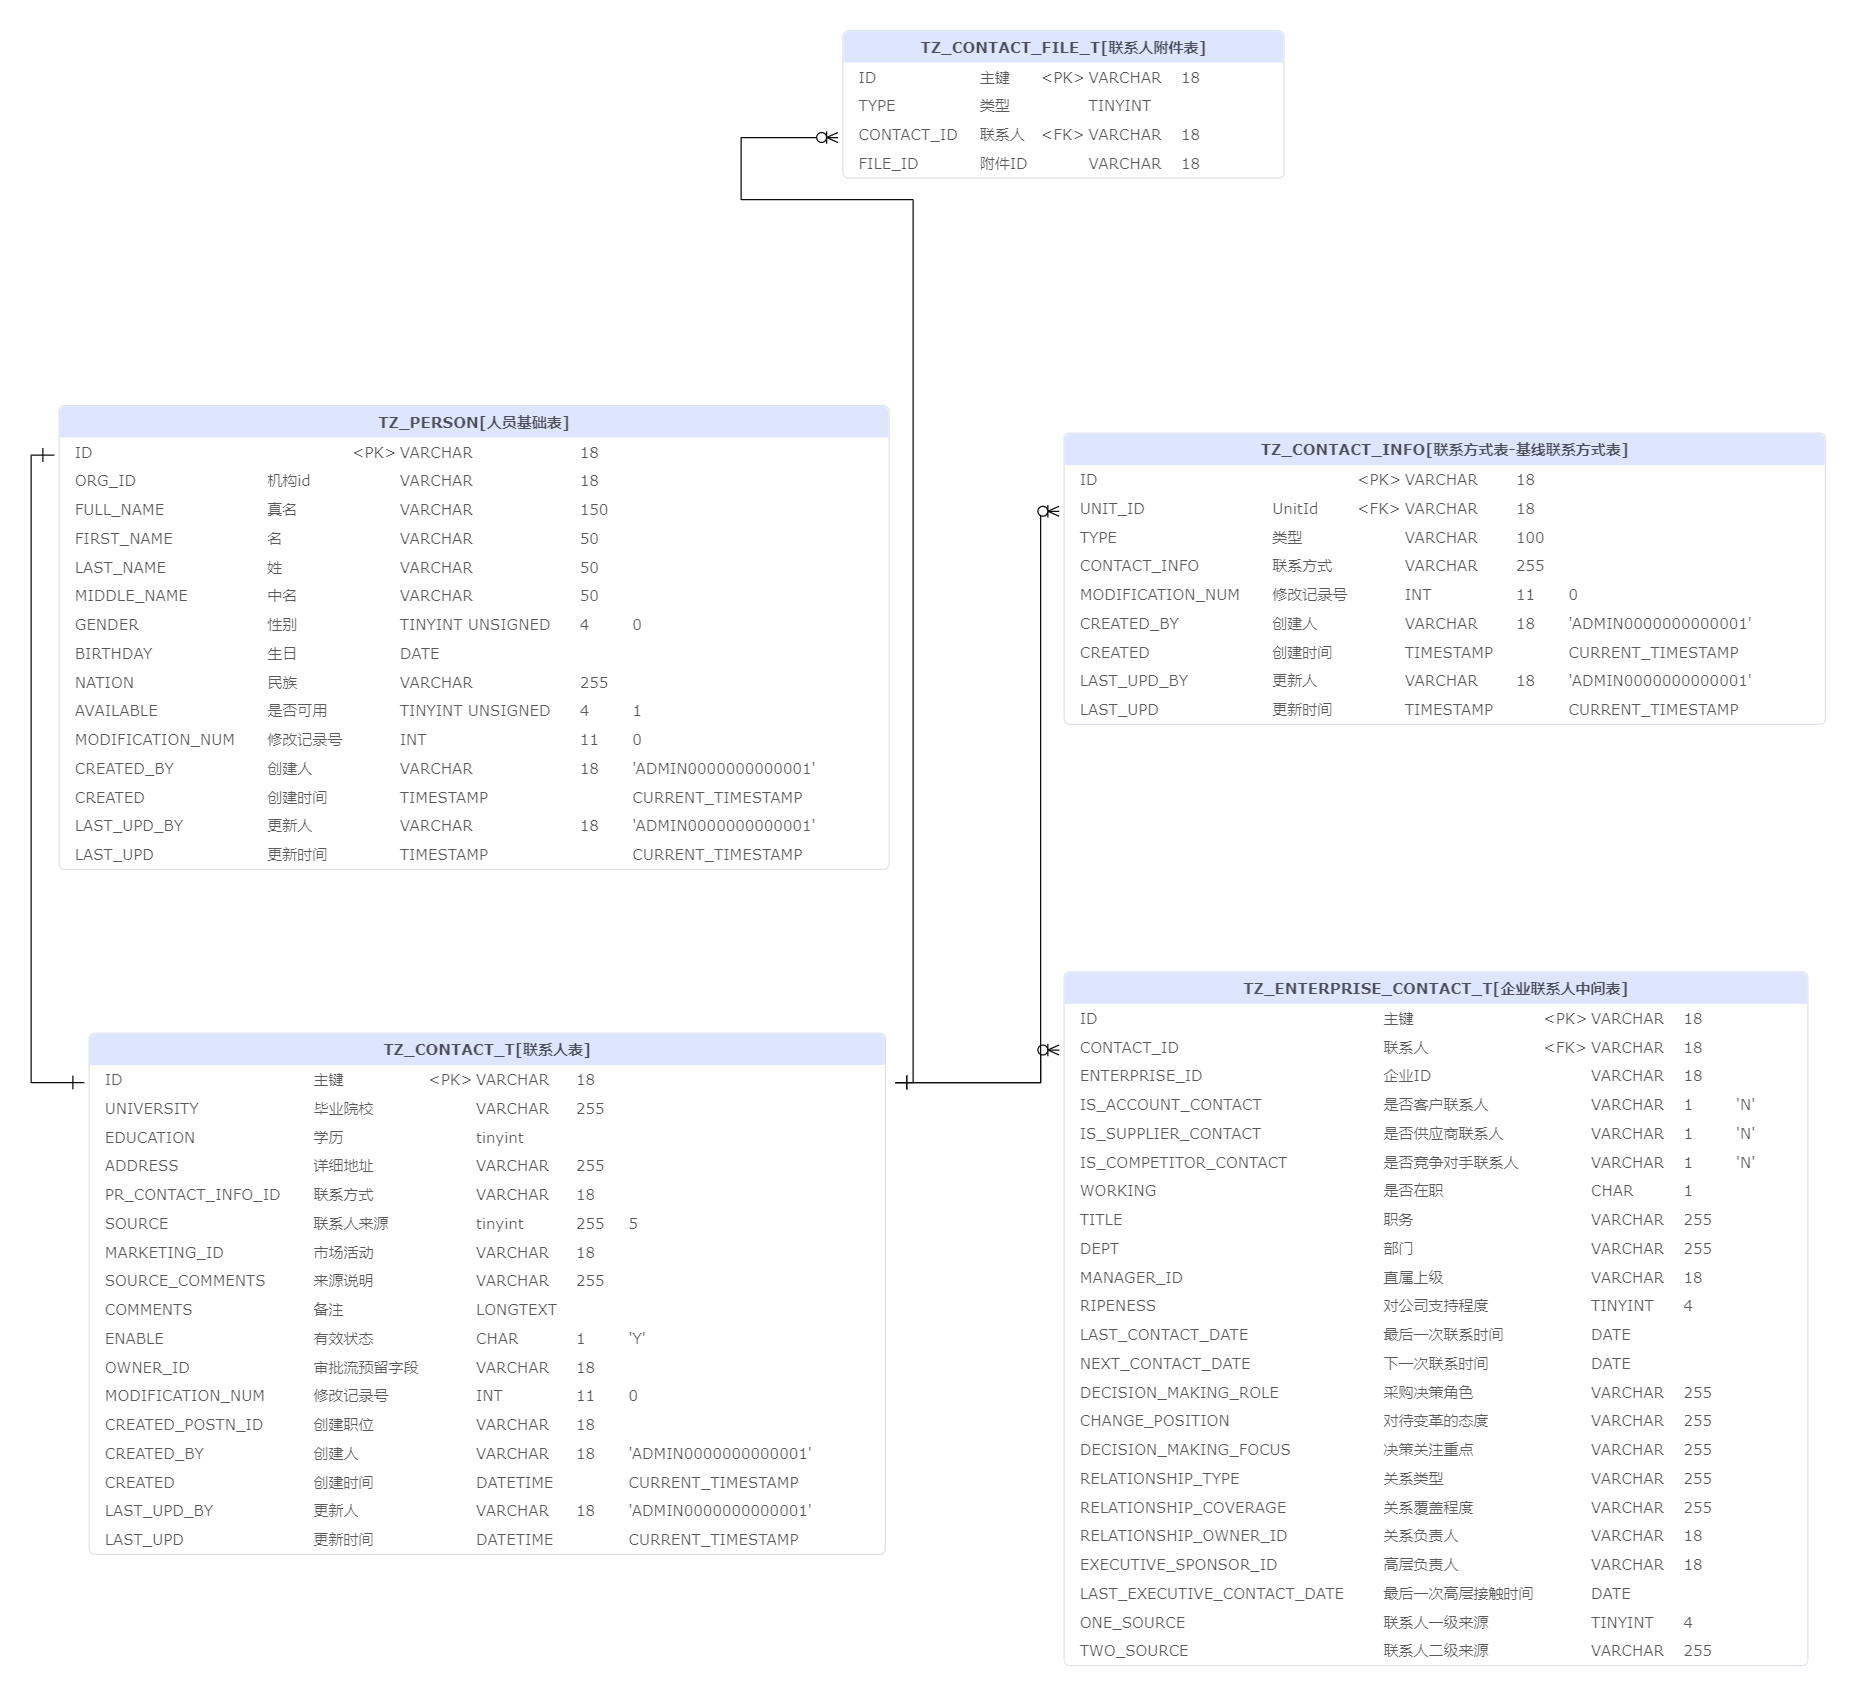 TZ_CONTACT_FILE_T[联系人附件表]
ID 主键 <PK> VARCHAR 18
TYPE 类型 TINYINT
CONTACT_ID 联系人 <FK> VARCHAR 18
FILE_ID 附件ID VARCHAR 18
TZ_PERSON[人员基础表]
ID <PK> VARCHAR 18
ORG_ID 机构id VARCHAR 18
FULL_NAME 真名 VARCHAR 150
FIRST_NAME 名 VARCHAR 50
LAST_NAME 姓 VARCHAR 50
MIDDLE_NAME 中名 VARCHAR 50
GENDER 性别 TINYINT UNSIGNED 4 0
BIRTHDAY 生日 DATE
NATION 民族 VARCHAR 255
AVAILABLE 是否可用 TINYINT UNSIGNED 4 1
MODIFICATION_NUM 修改记录号 INT 11 0
CREATED_BY 创建人 VARCHAR 18 'ADMIN0000000000001'
CREATED 创建时间 TIMESTAMP CURRENT_TIMESTAMP
LAST_UPD_BY 更新人 VARCHAR 18 'ADMIN0000000000001'
LAST_UPD 更新时间 TIMESTAMP CURRENT_TIMESTAMP
TZ_CONTACT_INFO[联系方式表-基线联系方式表]
ID <PK> VARCHAR 18
UNIT_ID UnitId <FK> VARCHAR 18
TYPE 类型 VARCHAR 100
CONTACT_INFO 联系方式 VARCHAR 255
MODIFICATION_NUM 修改记录号 INT 11 0
CREATED_BY 创建人 VARCHAR 18 'ADMIN0000000000001'
CREATED 创建时间 TIMESTAMP CURRENT_TIMESTAMP
LAST_UPD_BY 更新人 VARCHAR 18 'ADMIN0000000000001'
LAST_UPD 更新时间 TIMESTAMP CURRENT_TIMESTAMP
TZ_CONTACT_T[联系人表]
ID 主键 <PK> VARCHAR 18
UNIVERSITY 毕业院校 VARCHAR 255
EDUCATION 学历 tinyint
ADDRESS 详细地址 VARCHAR 255
PR_CONTACT_INFO_ID 联系方式 VARCHAR 18
SOURCE 联系人来源 tinyint 255 5
MARKETING_ID 市场活动 VARCHAR 18
SOURCE_COMMENTS 来源说明 VARCHAR 255
COMMENTS 备注 LONGTEXT
ENABLE 有效状态 CHAR 1 'Y'
OWNER_ID 审批流预留字段 VARCHAR 18
MODIFICATION_NUM 修改记录号 INT 11 0
CREATED_POSTN_ID 创建职位 VARCHAR 18
CREATED_BY 创建人 VARCHAR 18 'ADMIN0000000000001'
CREATED 创建时间 DATETIME CURRENT_TIMESTAMP
LAST_UPD_BY 更新人 VARCHAR 18 'ADMIN0000000000001'
LAST_UPD 更新时间 DATETIME CURRENT_TIMESTAMP
TZ_ENTERPRISE_CONTACT_T[企业联系人中间表]
ID 主键 <PK> VARCHAR 18
CONTACT_ID 联系人 <FK> VARCHAR 18
ENTERPRISE_ID 企业ID VARCHAR 18
IS_ACCOUNT_CONTACT 是否客户联系人 VARCHAR 1 'N'
IS_SUPPLIER_CONTACT 是否供应商联系人 VARCHAR 1 'N'
IS_COMPETITOR_CONTACT 是否竞争对手联系人 VARCHAR 1 'N'
WORKING 是否在职 CHAR 1
TITLE 职务 VARCHAR 255
DEPT 部门 VARCHAR 255
MANAGER_ID 直属上级 VARCHAR 18
RIPENESS 对公司支持程度 TINYINT 4
LAST_CONTACT_DATE 最后一次联系时间 DATE
NEXT_CONTACT_DATE 下一次联系时间 DATE
DECISION_MAKING_ROLE 采购决策角色 VARCHAR 255
CHANGE_POSITION 对待变革的态度 VARCHAR 255
DECISION_MAKING_FOCUS 决策关注重点 VARCHAR 255
RELATIONSHIP_TYPE 关系类型 VARCHAR 255
RELATIONSHIP_COVERAGE 关系覆盖程度 VARCHAR 255
RELATIONSHIP_OWNER_ID 关系负责人 VARCHAR 18
EXECUTIVE_SPONSOR_ID 高层负责人 VARCHAR 18
LAST_EXECUTIVE_CONTACT_DATE 最后一次高层接触时间 DATE
ONE_SOURCE 联系人一级来源 TINYINT 4
TWO_SOURCE 联系人二级来源 VARCHAR 255